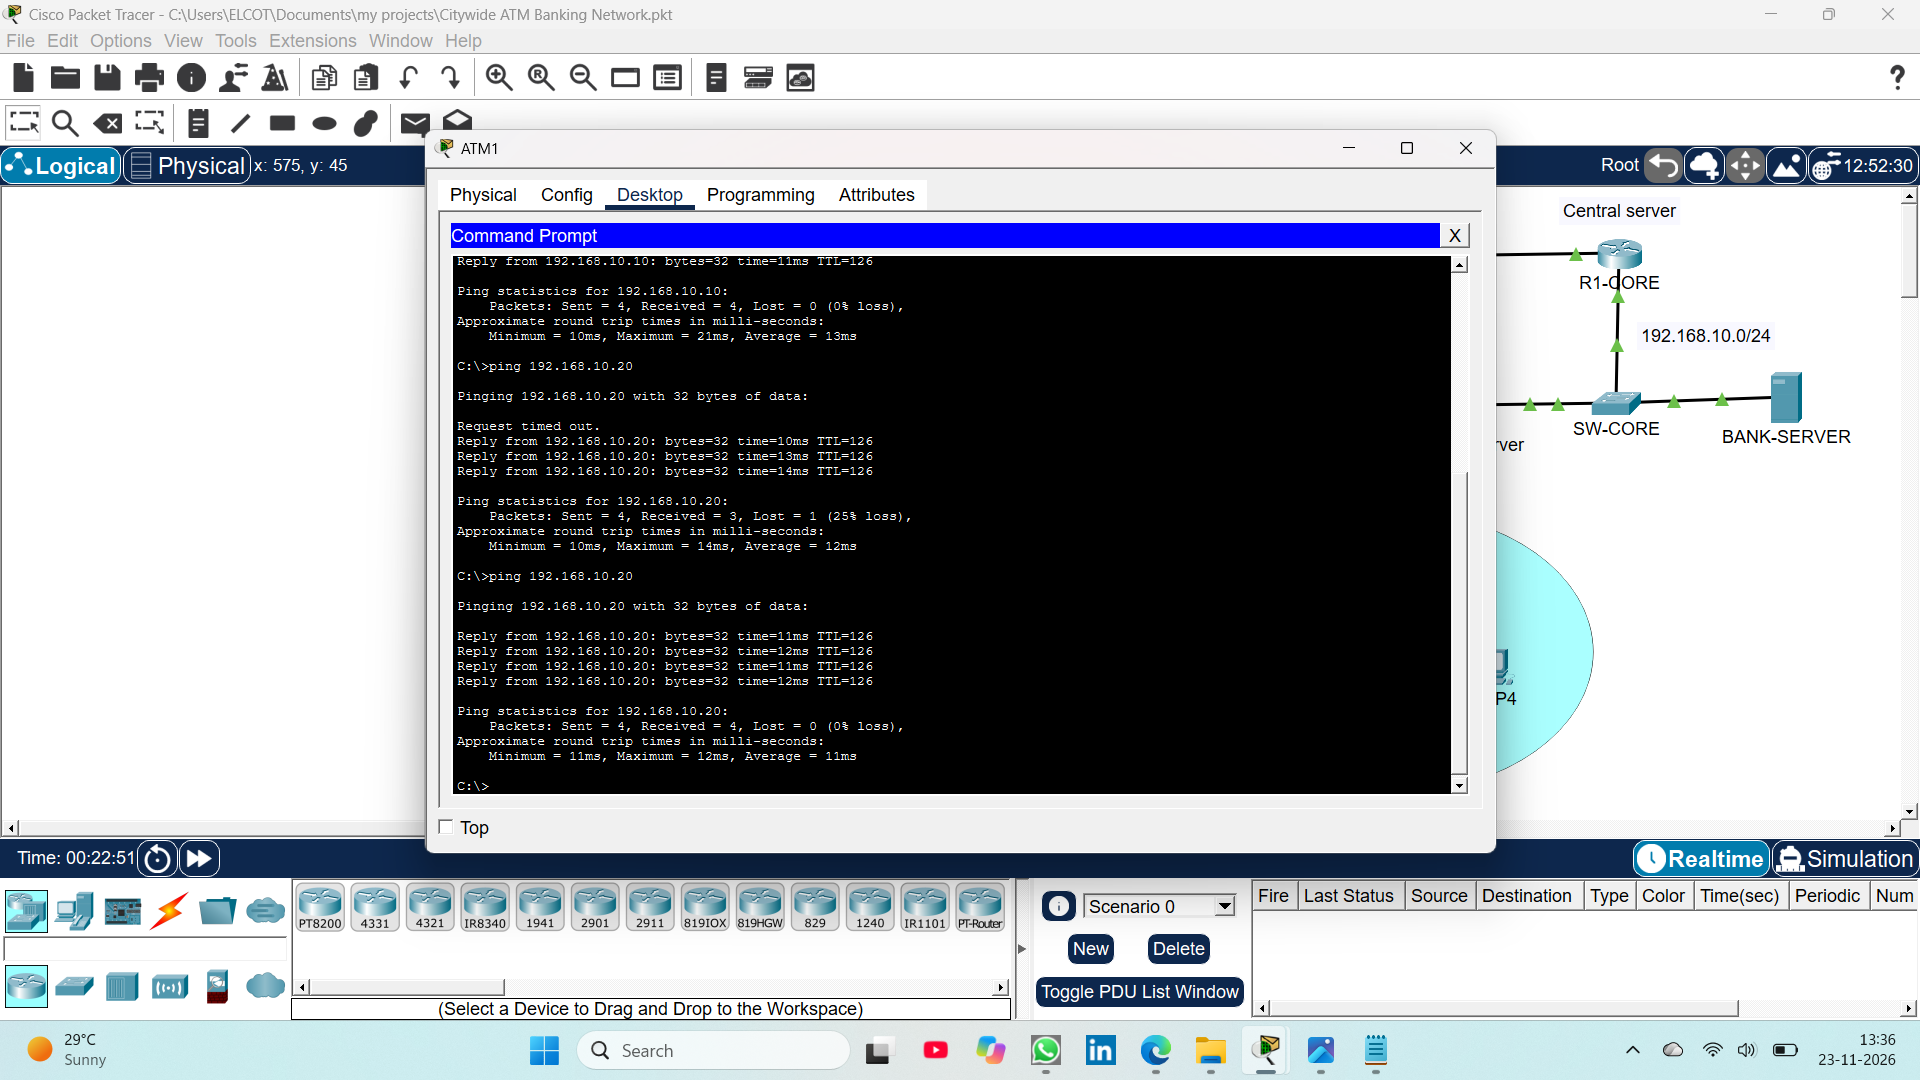 Cisco Packet Tracer - C:\Users\ELCOT\Documents\my projects\Citywide ATM Banking Network.pkt
File Edit Options View Tools Extensions Window Help
?
Logical Physical x: 575, y: 45
Root 12:52:30
ATM1
Physical Config Desktop Programming Attributes
Command Prompt
X
Reply from 192.168.10.10: bytes=32 time=11ms TTL=126
Ping statistics for 192.168.10.10:
Packets: Sent = 4, Received = 4, Lost = 0 (0% loss),
Approximate round trip times in milli-seconds:
Minimum = 10ms, Maximum = 21ms, Average = 13ms
C:\>ping 192.168.10.20
Pinging 192.168.10.20 with 32 bytes of data:
Request timed out.
Reply from 192.168.10.20: bytes=32 time=10ms TTL=126
Reply from 192.168.10.20: bytes=32 time=13ms TTL=126
Reply from 192.168.10.20: bytes=32 time=14ms TTL=126
Ping statistics for 192.168.10.20:
Packets: Sent = 4, Received = 3, Lost = 1 (25% loss),
Approximate round trip times in milli-seconds:
Minimum = 10ms, Maximum = 14ms, Average = 12ms
C:\>ping 192.168.10.20
Pinging 192.168.10.20 with 32 bytes of data:
Reply from 192.168.10.20: bytes=32 time=11ms TTL=126
Reply from 192.168.10.20: bytes=32 time=12ms TTL=126
Reply from 192.168.10.20: bytes=32 time=11ms TTL=126
Reply from 192.168.10.20: bytes=32 time=12ms TTL=126
Ping statistics for 192.168.10.20:
Packets: Sent = 4, Received = 4, Lost = 0 (0% loss),
Approximate round trip times in milli-seconds:
Minimum = 11ms, Maximum = 12ms, Average = 11ms
C:\>
Top
Central server
R1-CORE
192.168.10.0/24
SW-CORE
BANK-SERVER
ver
P4
Time: 00:22:51
Realtime Simulation
PT8200 4331 4321 IR8340 1941 2901 2911 819IOX 819HGW 829 1240 IR1101 PT-Router
(Select a Device to Drag and Drop to the Workspace)
Scenario 0
New Delete
Toggle PDU List Window
Fire Last Status Source Destination Type Color Time(sec) Periodic Num
29°C
Sunny
Search
13:36
23-11-2026